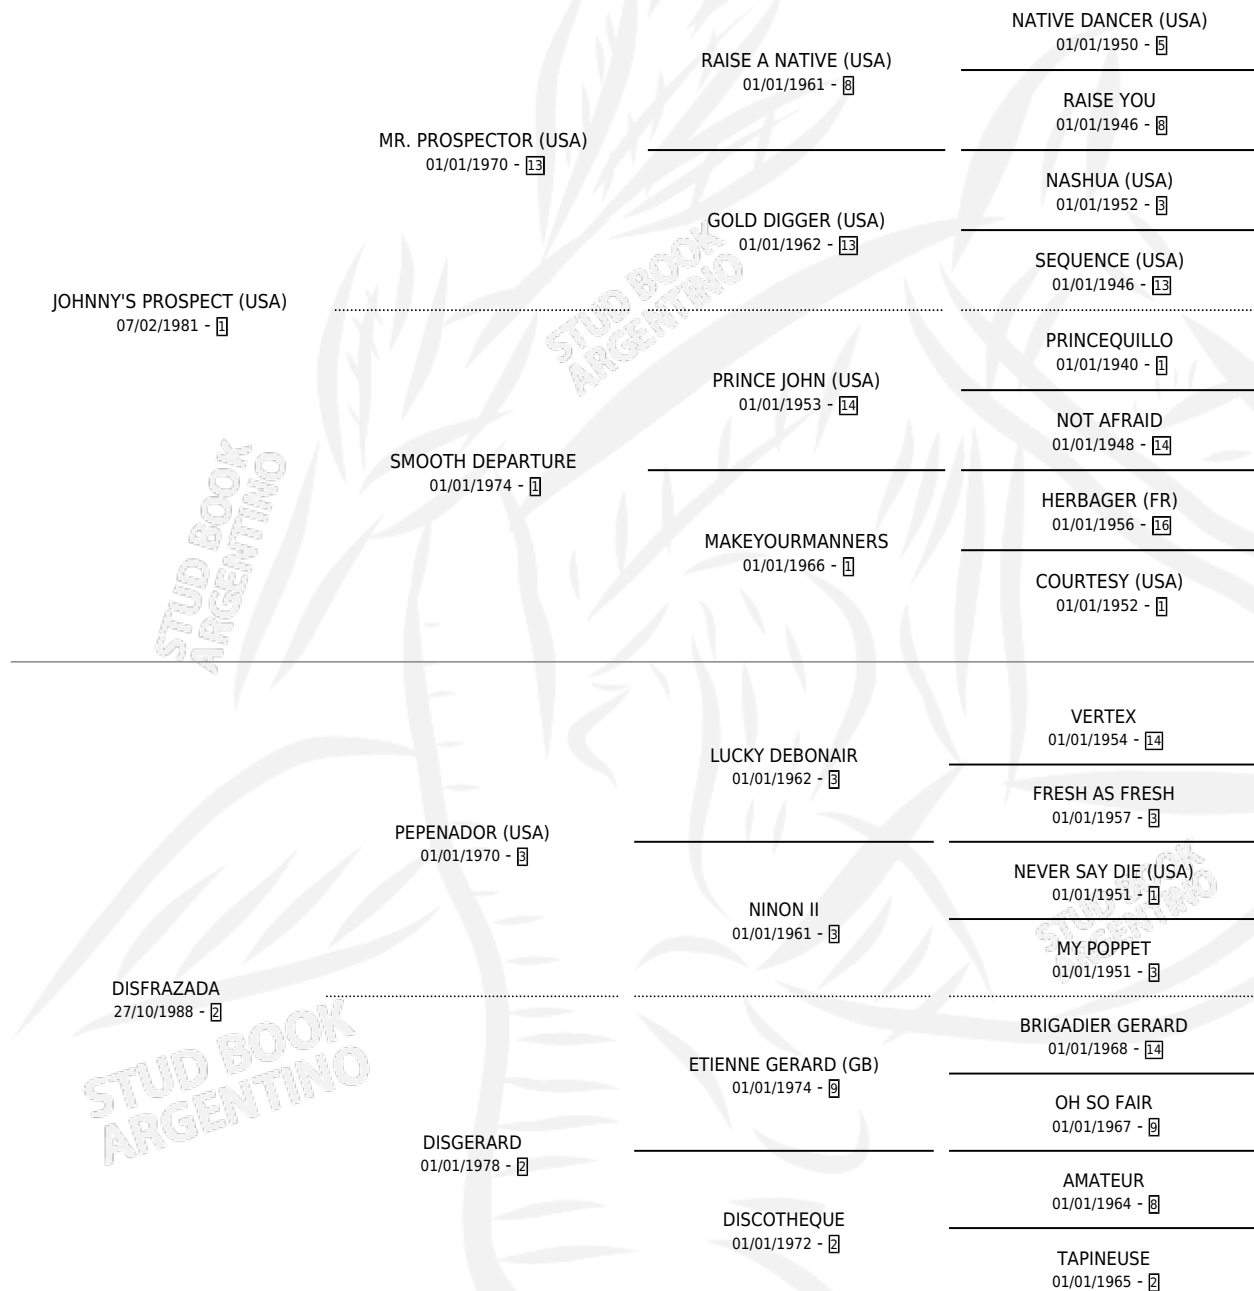 NATIVE DANCER (USA)
01/01/1950 - 5
RAISE A NATIVE (USA)
01/01/1961 - 8
RAISE YOU
01/01/1946 - 8
MR. PROSPECTOR (USA)
01/01/1970 - 13
NASHUA (USA)
01/01/1952 - 3
GOLD DIGGER (USA)
01/01/1962 - 13
SEQUENCE (USA)
01/01/1946 - 13
JOHNNY'S PROSPECT (USA)
07/02/1981 - 1
STUD BOOK
ARGENTINO
PRINCEQUILLO
01/01/1940 - 1
PRINCE JOHN (USA)
01/01/1953 - 14
NOT AFRAID
01/01/1948 - 14
SMOOTH DEPARTURE
01/01/1974 - 1
HERBAGER (FR)
01/01/1956 - 16
MAKEYOURMANNERS
01/01/1966 - 1
COURTESY (USA)
01/01/1952 - 1
STUD BOOK
ARGENTINO
VERTEX
01/01/1954 - 14
LUCKY DEBONAIR
01/01/1962 - 3
FRESH AS FRESH
01/01/1957 - 3
PEPENADOR (USA)
01/01/1970 - 3
NEVER SAY DIE (USA)
01/01/1951 - 1
NINON II
01/01/1961 - 3
MY POPPET
01/01/1951 - 3
STUD BOOK
ARGENTINO
DISFRAZADA
27/10/1988 - 2
BRIGADIER GERARD
01/01/1968 - 14
ETIENNE GERARD (GB)
01/01/1974 - 9
OH SO FAIR
01/01/1967 - 9
STUD BOOK
ARGENTINO
DISGERARD
01/01/1978 - 2
AMATEUR
01/01/1964 - 8
DISCOTHEQUE
01/01/1972 - 2
TAPINEUSE
01/01/1965 - 2